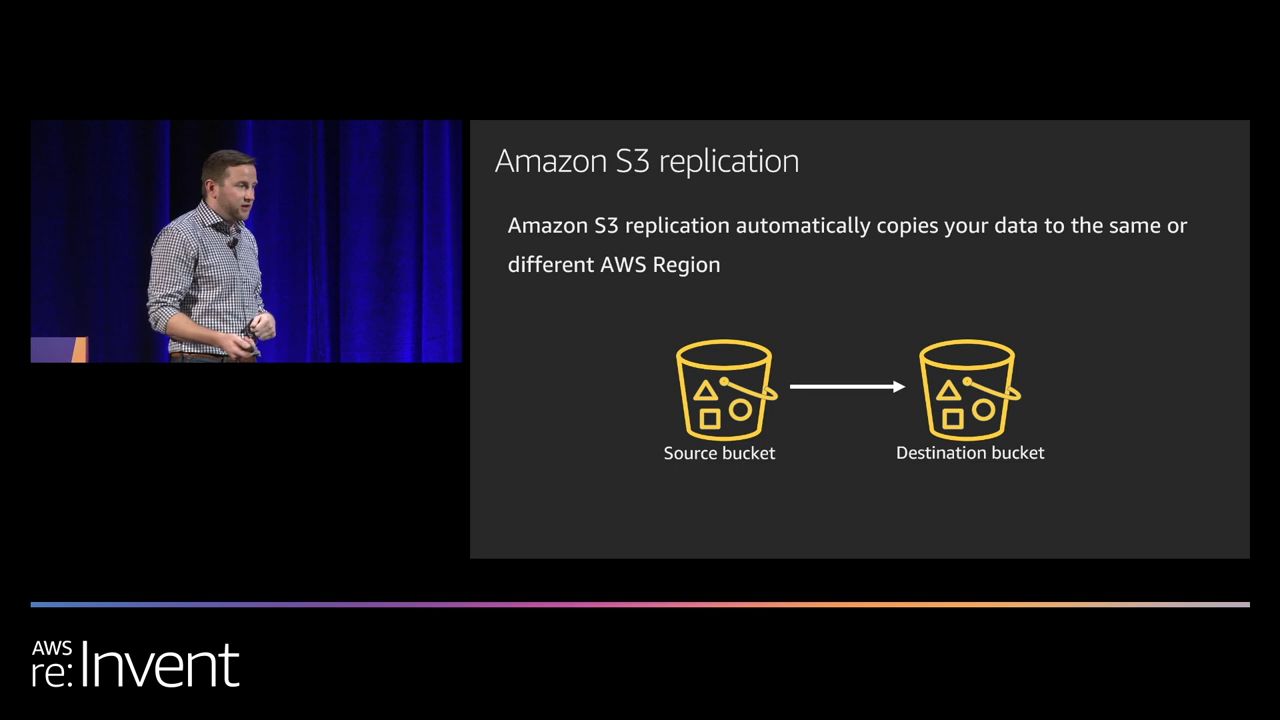 Amazon S3 replication
Amazon S3 replication automatically copies your data to the same or
different AWS Region
Source bucket
Destination bucket
AWS
re:Invent